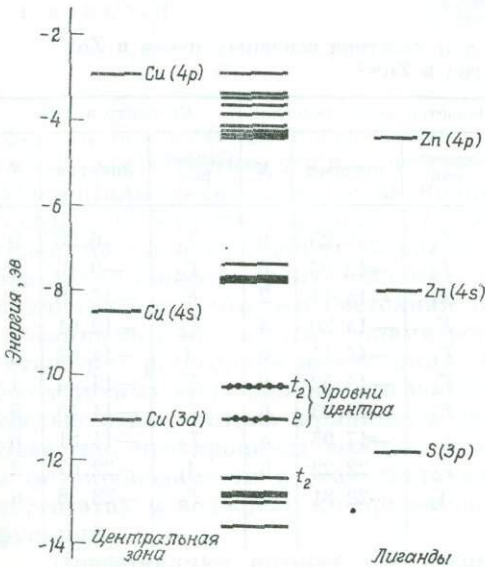 Энергия, эв
-2
-4
-6
-8
-10
-12
-14
Cu(4p)
Cu(4s)
Cu(3d)
t₂
e
Уровни
центра
t₂
Zn(4p)
Zn(4s)
S(3p)
Центральная
зона
Лиганды